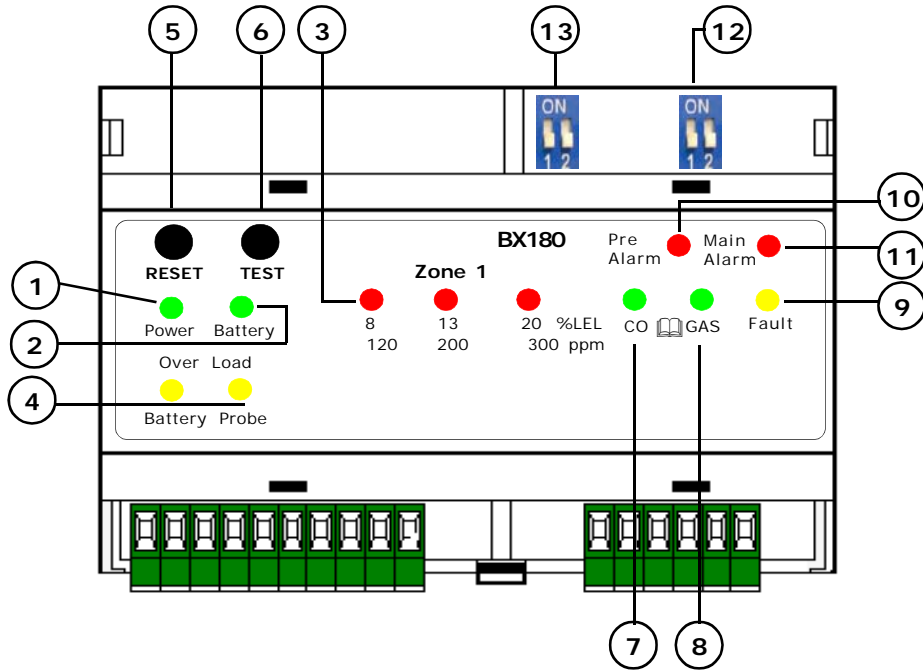 5 6 3 13 12
ON ON
1 2 1 2
10
BX180 Pre Alarm Main Alarm
11
RESET TEST
Zone 1
1
9
Power Battery
8 13 20 %LEL CO GAS Fault
2
120 200 300 ppm
Over Load
4
Battery Probe
7 8